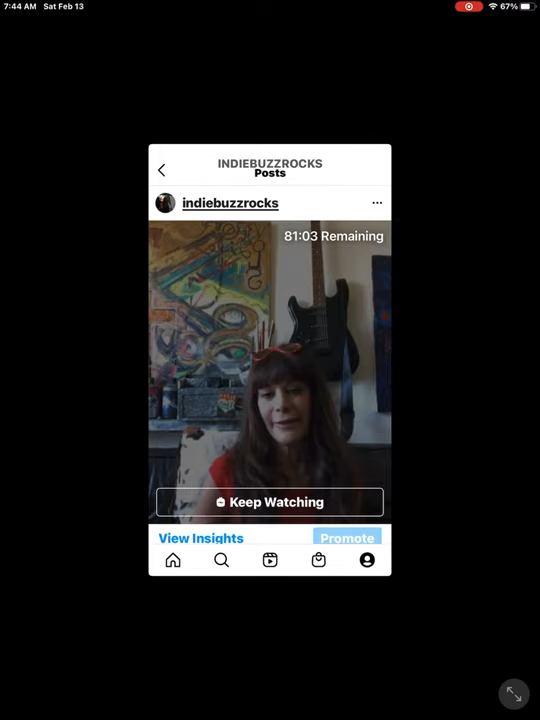 7:44 AM Sat Feb 13
67%
INDIEBUZZROCKS
Posts
indiebuzzrocks
81:03 Remaining
Keep Watching
View Insights
Promote